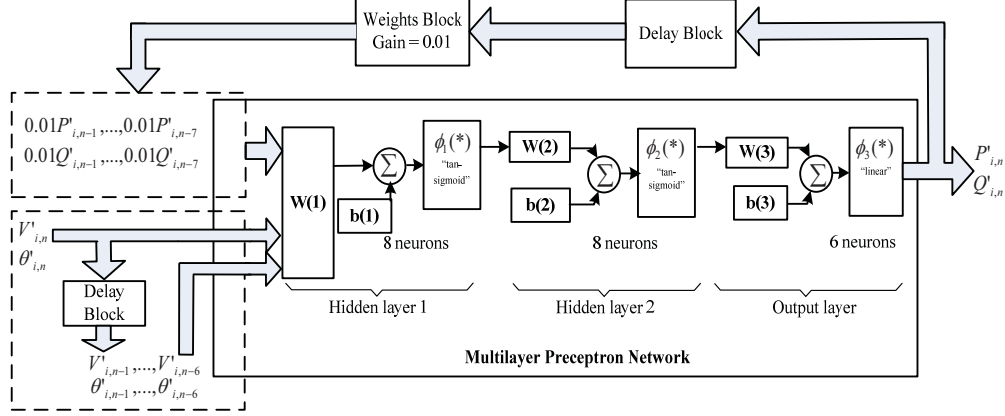 Weights Block
Gain = 0.01
Delay Block
0.01P'i,n−1 ,...,0.01P'i,n−7
0.01Q'i,n−1 ,...,0.01Q'i,n−7
W(1)
Σ
b(1)
ϕ1(*)
"tan-
sigmoid"
8 neurons
W(2)
b(2)
Σ
ϕ2(*)
"tan-
sigmoid"
8 neurons
W(3)
b(3)
Σ
ϕ3(*)
"linear"
6 neurons
P'i,n
Q'i,n
V'i,n
θ'i,n
Delay
Block
V'i,n−1 ,...,V'i,n−6
θ'i,n−1 ,...,θ'i,n−6
Hidden layer 1
Hidden layer 2
Output layer
Multilayer Preceptron Network